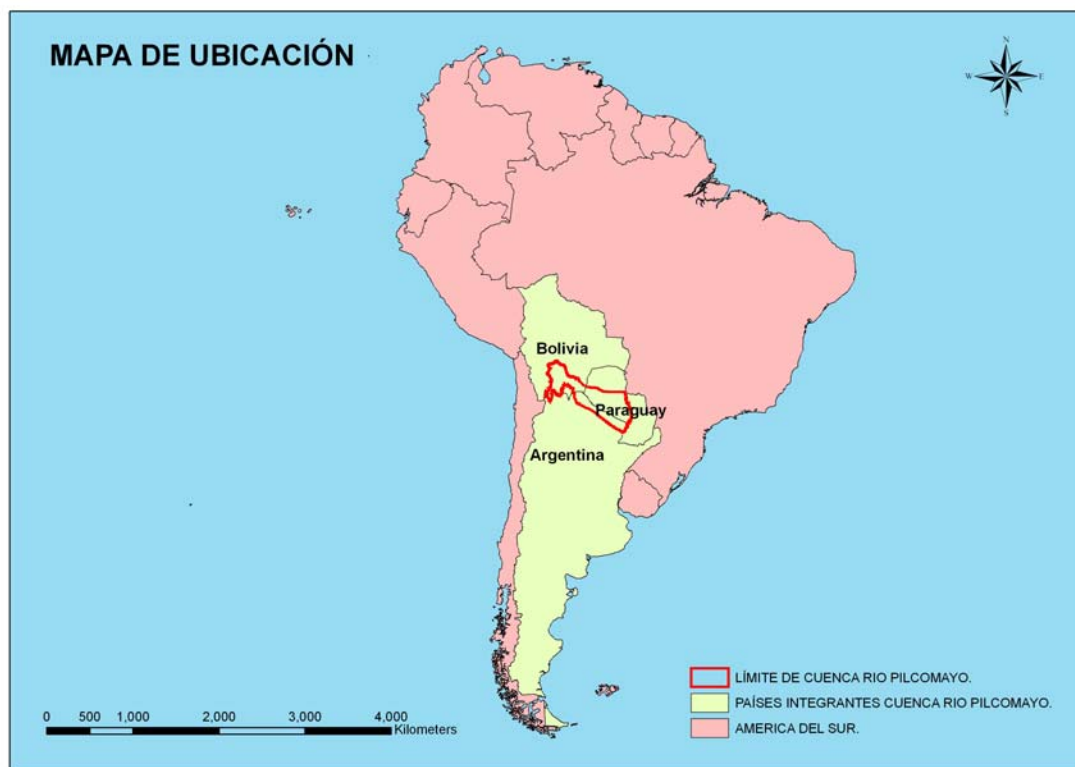 MAPA DE UBICACIÓN
N
W E
S
Bolivia
Paraguay
Argentina
LÍMITE DE CUENCA RIO PILCOMAYO.
PAÍSES INTEGRANTES CUENCA RIO PILCOMAYO.
AMERICA DEL SUR.
0 500 1,000 2,000 3,000 4,000
Kilometers